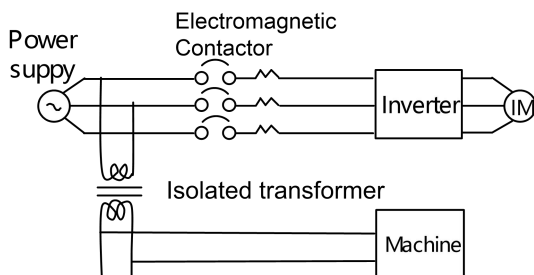 Electromagnetic
Contactor
Power
suppy
Inverter
IM
Isolated transformer
Machine